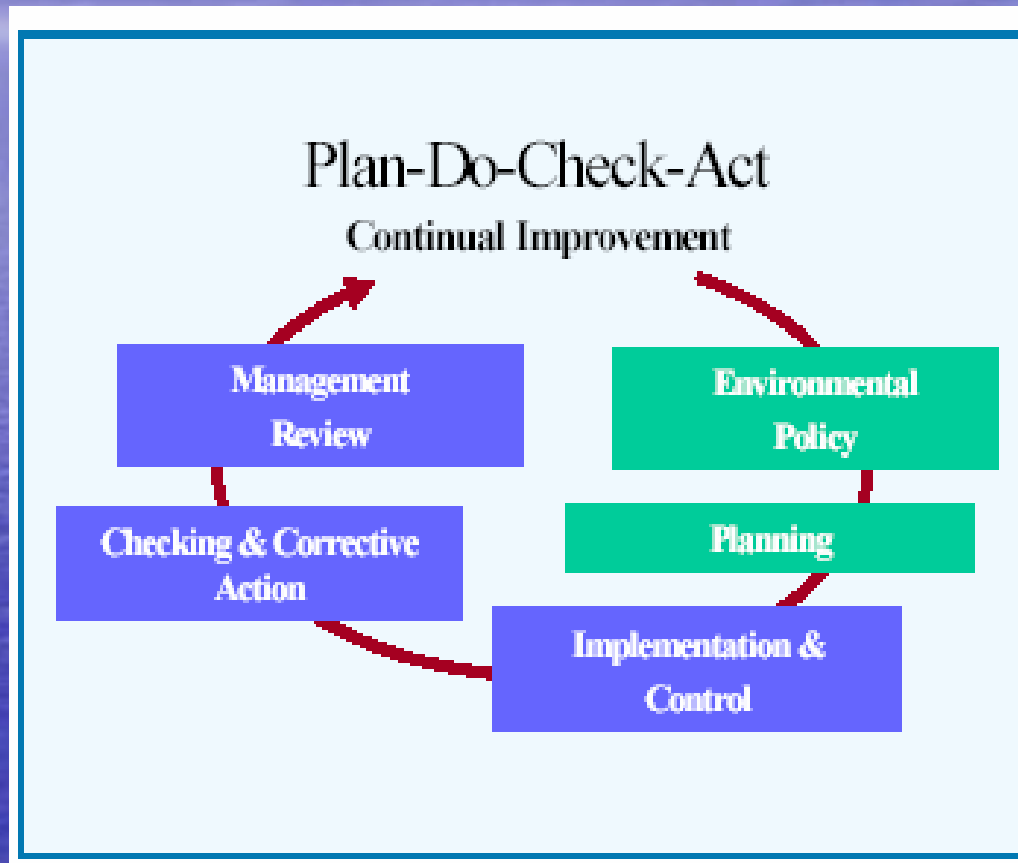 Plan-Do-Check-Act
Continual Improvement
Management
Review
Environmental
Policy
Checking & Corrective
Action
Planning
Implementation &
Control